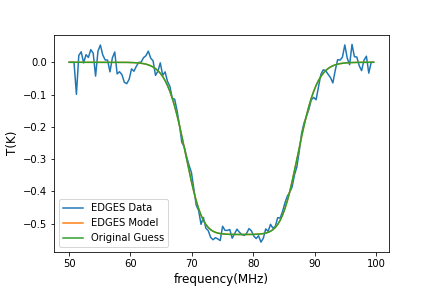 0.0
-0.1
-0.2
-0.3
-0.4
-0.5
T(K)
EDGES Data
EDGES Model
Original Guess
50 60 70 80 90 100
frequency(MHz)